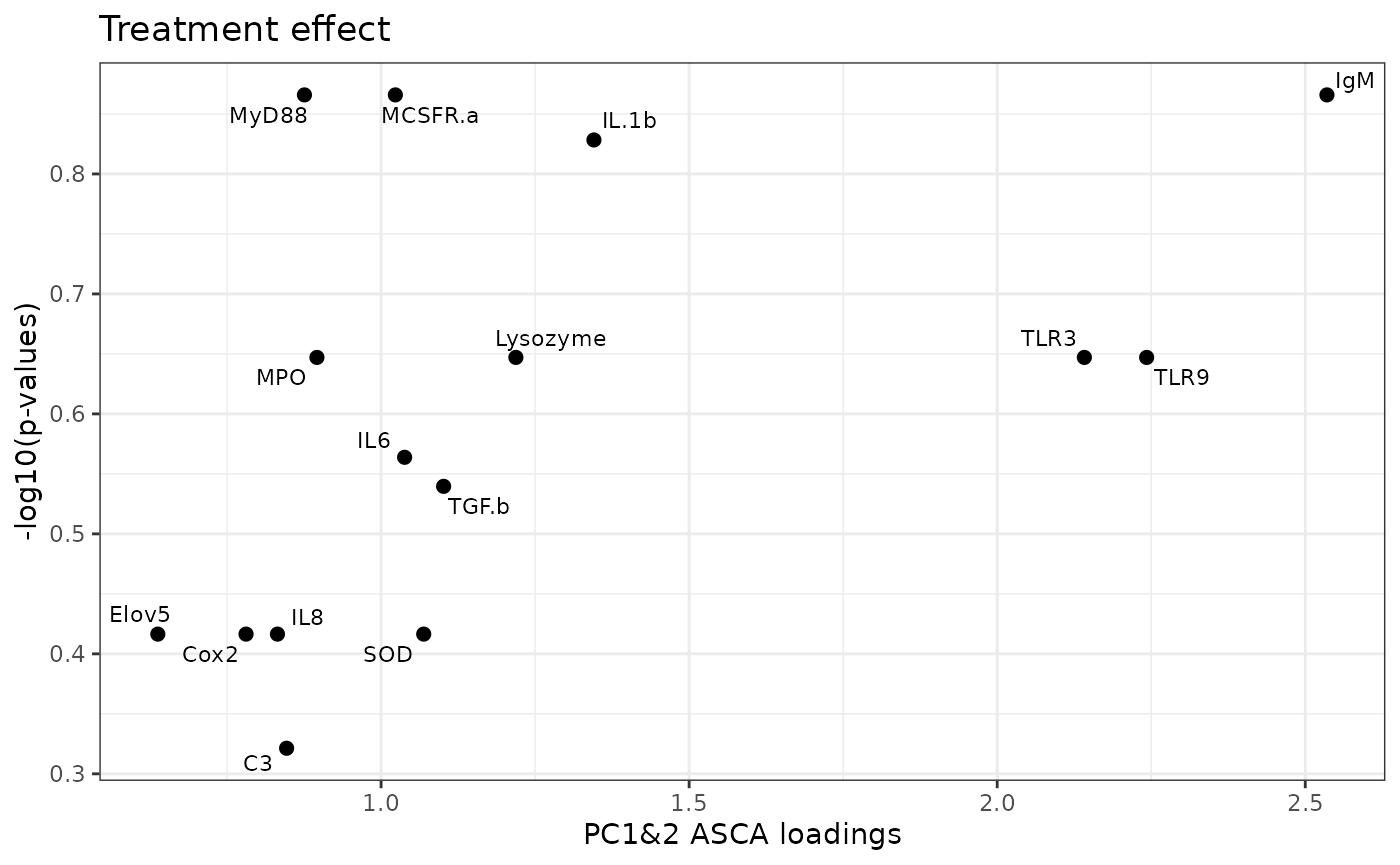 Treatment effect
IgM
MyD88
MCSFR.a
IL.1b
0.8
0.7
Lysozyme
TLR3
MPO
TLR9
0.6
IL6
TGF.b
0.5
Elov5
IL8
Cox2
SOD
0.4
C3
0.3
-log10(p-values)
1.0
1.5
2.0
2.5
PC1&2 ASCA loadings